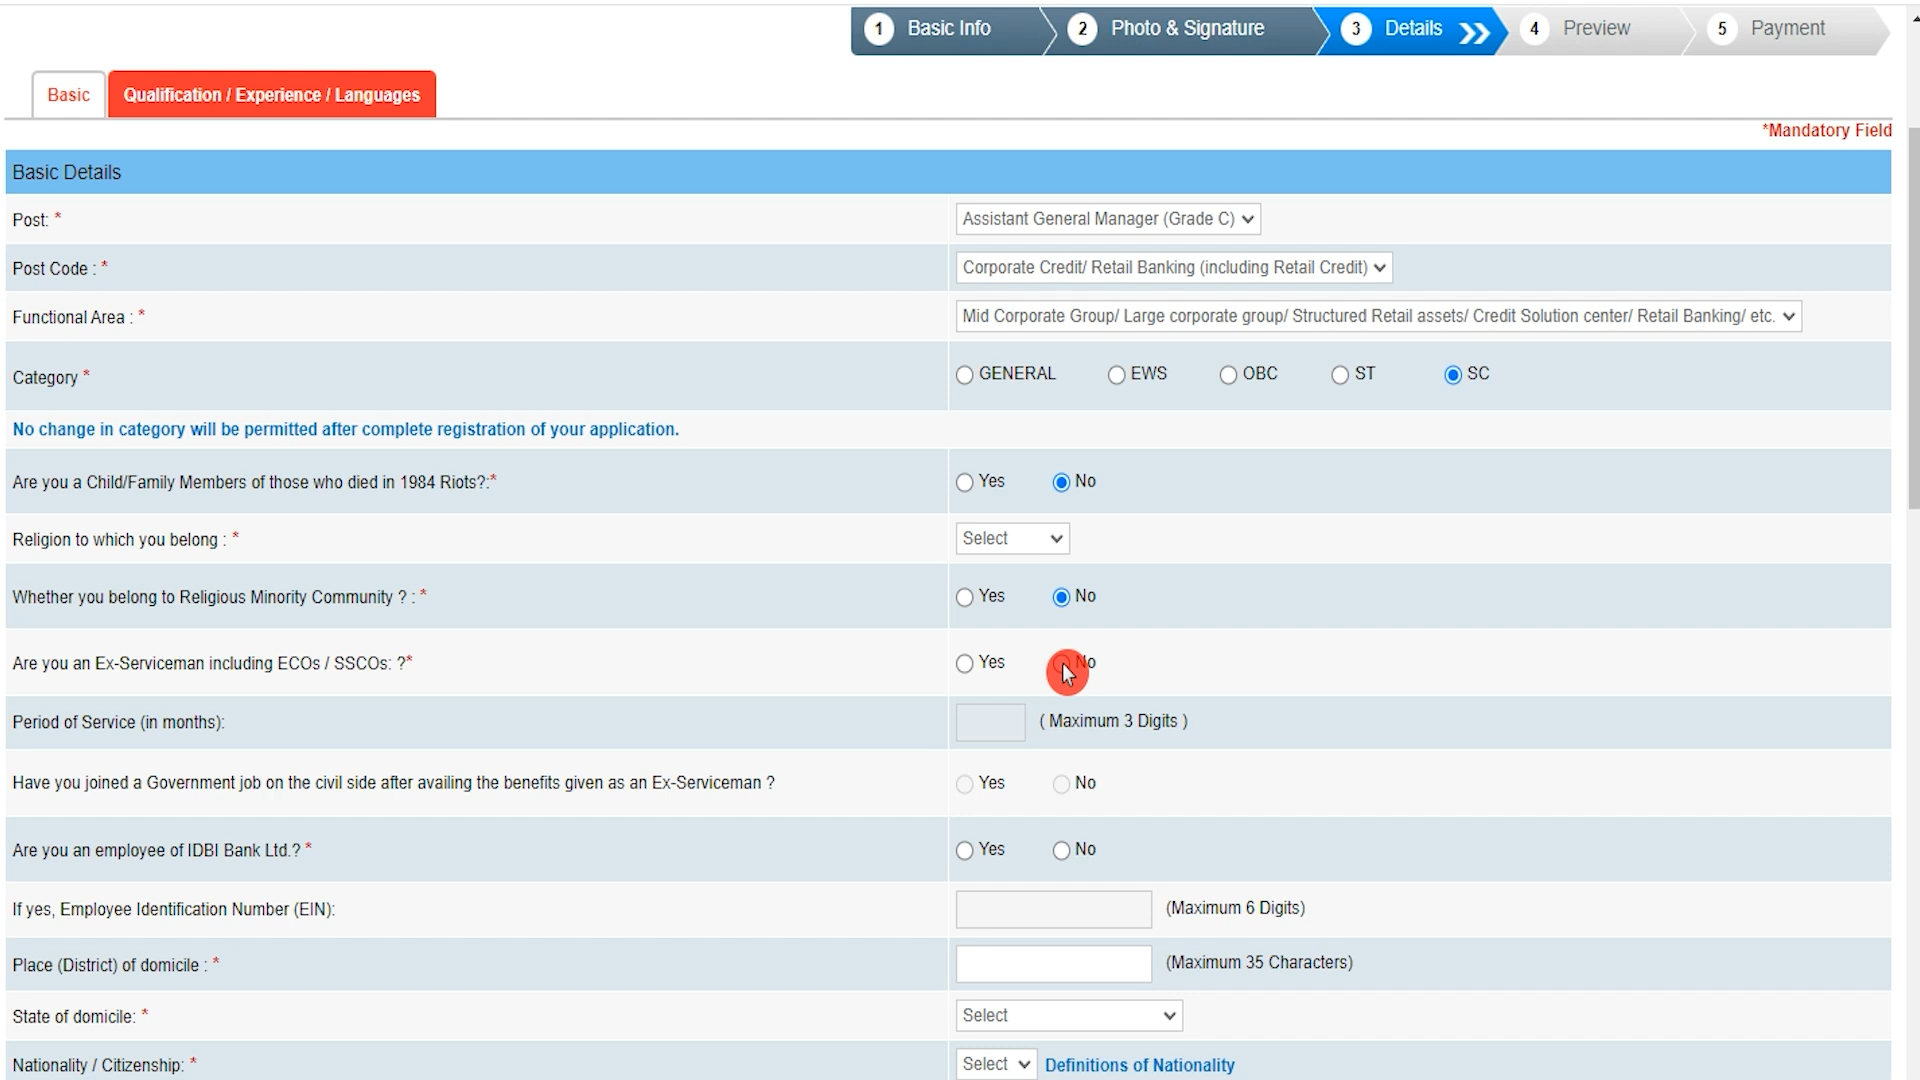 1 Basic Info 2 Photo & Signature 3 Details 4 Preview 5 Payment
Basic Qualification / Experience / Languages
*Mandatory Field
Basic Details
Post: * Assistant General Manager (Grade C)
Post Code : * Corporate Credit/ Retail Banking (including Retail Credit)
Functional Area : * Mid Corporate Group/ Large corporate group/ Structured Retail assets/ Credit Solution center/ Retail Banking/ etc.
Category * GENERAL EWS OBC ST SC
No change in category will be permitted after complete registration of your application.
Are you a Child/Family Members of those who died in 1984 Riots?:* Yes No
Religion to which you belong : * Select
Whether you belong to Religious Minority Community ? : * Yes No
Are you an Ex-Serviceman including ECOs / SSCOs: ?* Yes No
Period of Service (in months): ( Maximum 3 Digits )
Have you joined a Government job on the civil side after availing the benefits given as an Ex-Serviceman ? Yes No
Are you an employee of IDBI Bank Ltd.? * Yes No
If yes, Employee Identification Number (EIN): (Maximum 6 Digits)
Place (District) of domicile : * (Maximum 35 Characters)
State of domicile: * Select
Nationality / Citizenship: * Select Definitions of Nationality